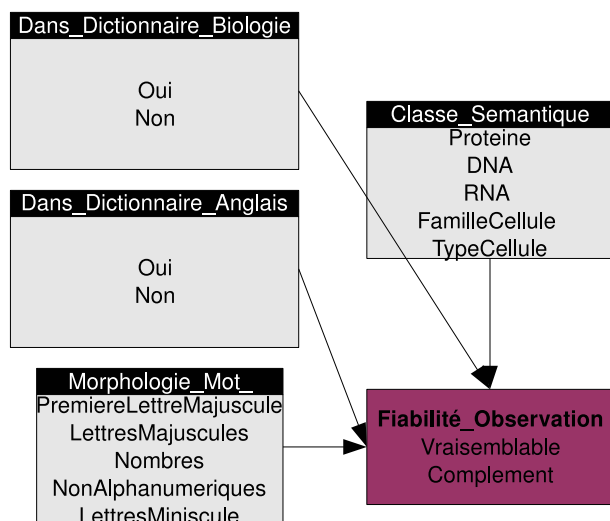 Dans_Dictionnaire_Biologie
Oui
Non
Classe_Semantique
Proteine
DNA
RNA
FamilleCellule
TypeCellule
Dans_Dictionnaire_Anglais
Oui
Non
Morphologie_Mot_
PremiereLettreMajuscule
LettresMajuscules
Nombres
NonAlphanumeriques
LettresMiniscule
Fiabilité_Observation
Vraisemblable
Complement